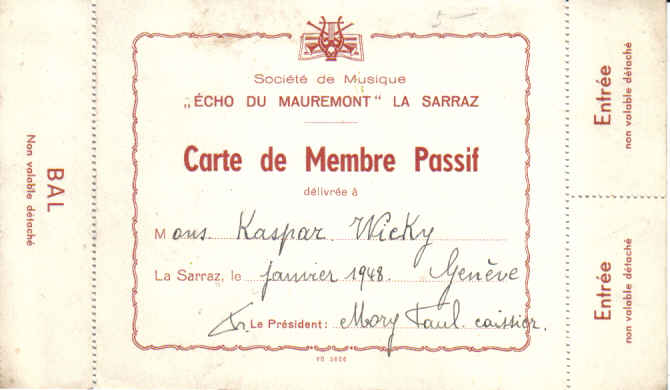 5.–
Société de Musique
„ÉCHO DU MAUREMONT“ LA SARRAZ
Carte de Membre Passif
délivrée à
Mons Kaspar Wicky
La Sarraz, le janvier 1948. Genève
Le Président: Mory Paul. caissier.
BAL
Non valable détaché
Entrée
non valable détaché
Entrée
non valable détaché